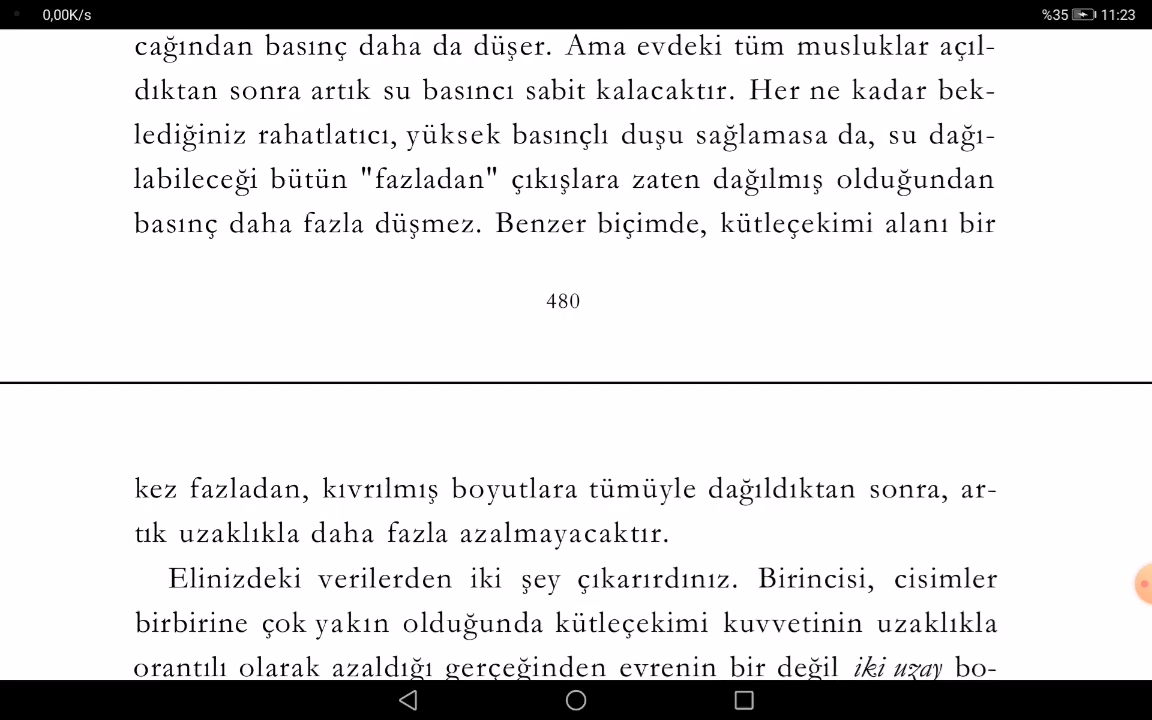 0,00K/s
%35 11:23
cağından basınç daha da düşer. Ama evdeki tüm musluklar açıl-
dıktan sonra artık su basıncı sabit kalacaktır. Her ne kadar bek-
lediğiniz rahatlatıcı, yüksek basınçlı duşu sağlamasa da, su dağı-
labileceği bütün "fazladan" çıkışlara zaten dağılmış olduğundan
basınç daha fazla düşmez. Benzer biçimde, kütleçekimi alanı bir
480
kez fazladan, kıvrılmış boyutlara tümüyle dağıldıktan sonra, ar-
tık uzaklıkla daha fazla azalmayacaktır.
Elinizdeki verilerden iki şey çıkarırdınız. Birincisi, cisimler
birbirine çok yakın olduğunda kütleçekimi kuvvetinin uzaklıkla
orantılı olarak azaldığı gerçeğinden evrenin bir değil iki uzay bo-